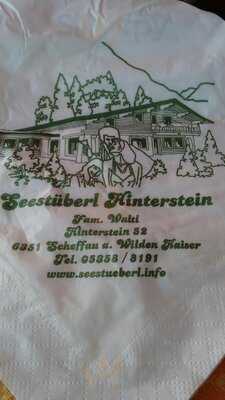 Seestüberl Hinterstein
Fam. Walti
Hinterstein 52
6351 Scheffau a. Wilden Kaiser
Tel. 05358 / 8191
www.seestueberl.info